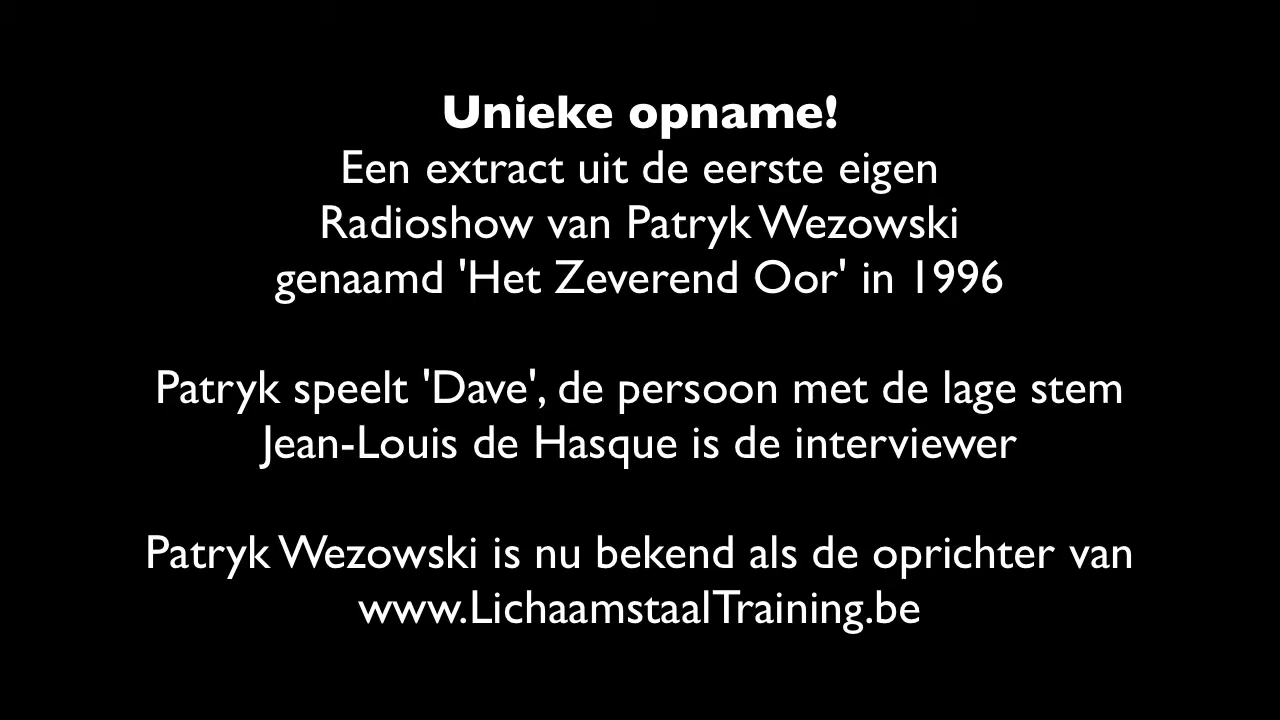 Unieke opname!
Een extract uit de eerste eigen
Radioshow van Patryk Wezowski
genaamd 'Het Zeverend Oor' in 1996
Patryk speelt 'Dave', de persoon met de lage stem
Jean-Louis de Hasque is de interviewer
Patryk Wezowski is nu bekend als de oprichter van
www.LichaamstaalTraining.be